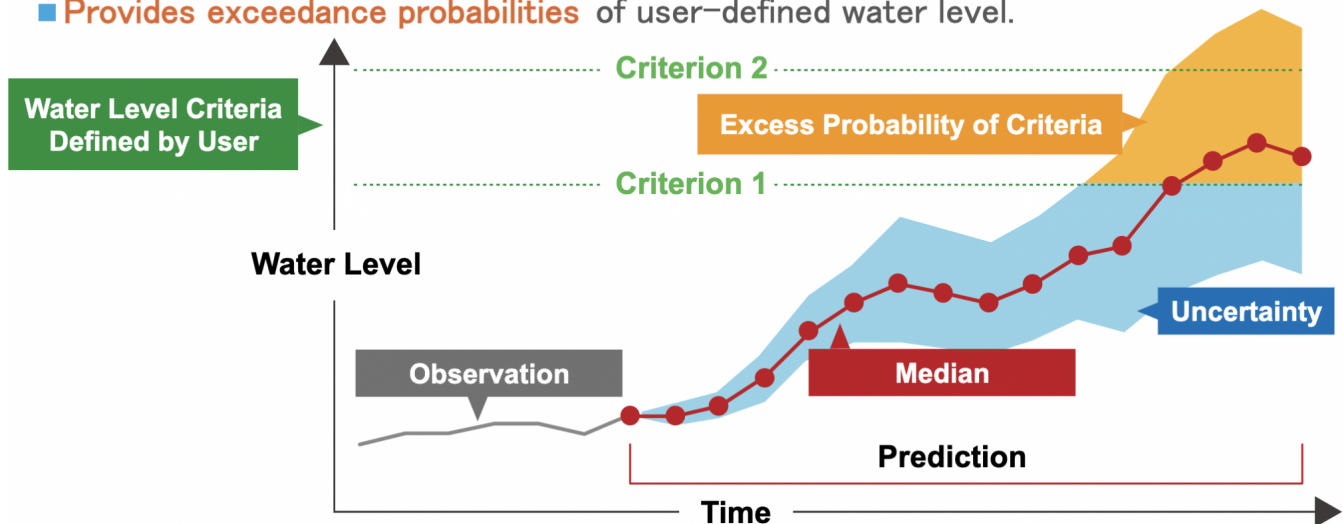 Provides exceedance probabilities of user-defined water level.
Criterion 2
Water Level Criteria
Defined by User
Excess Probability of Criteria
Criterion 1
Water Level
Uncertainty
Observation
Median
Prediction
Time